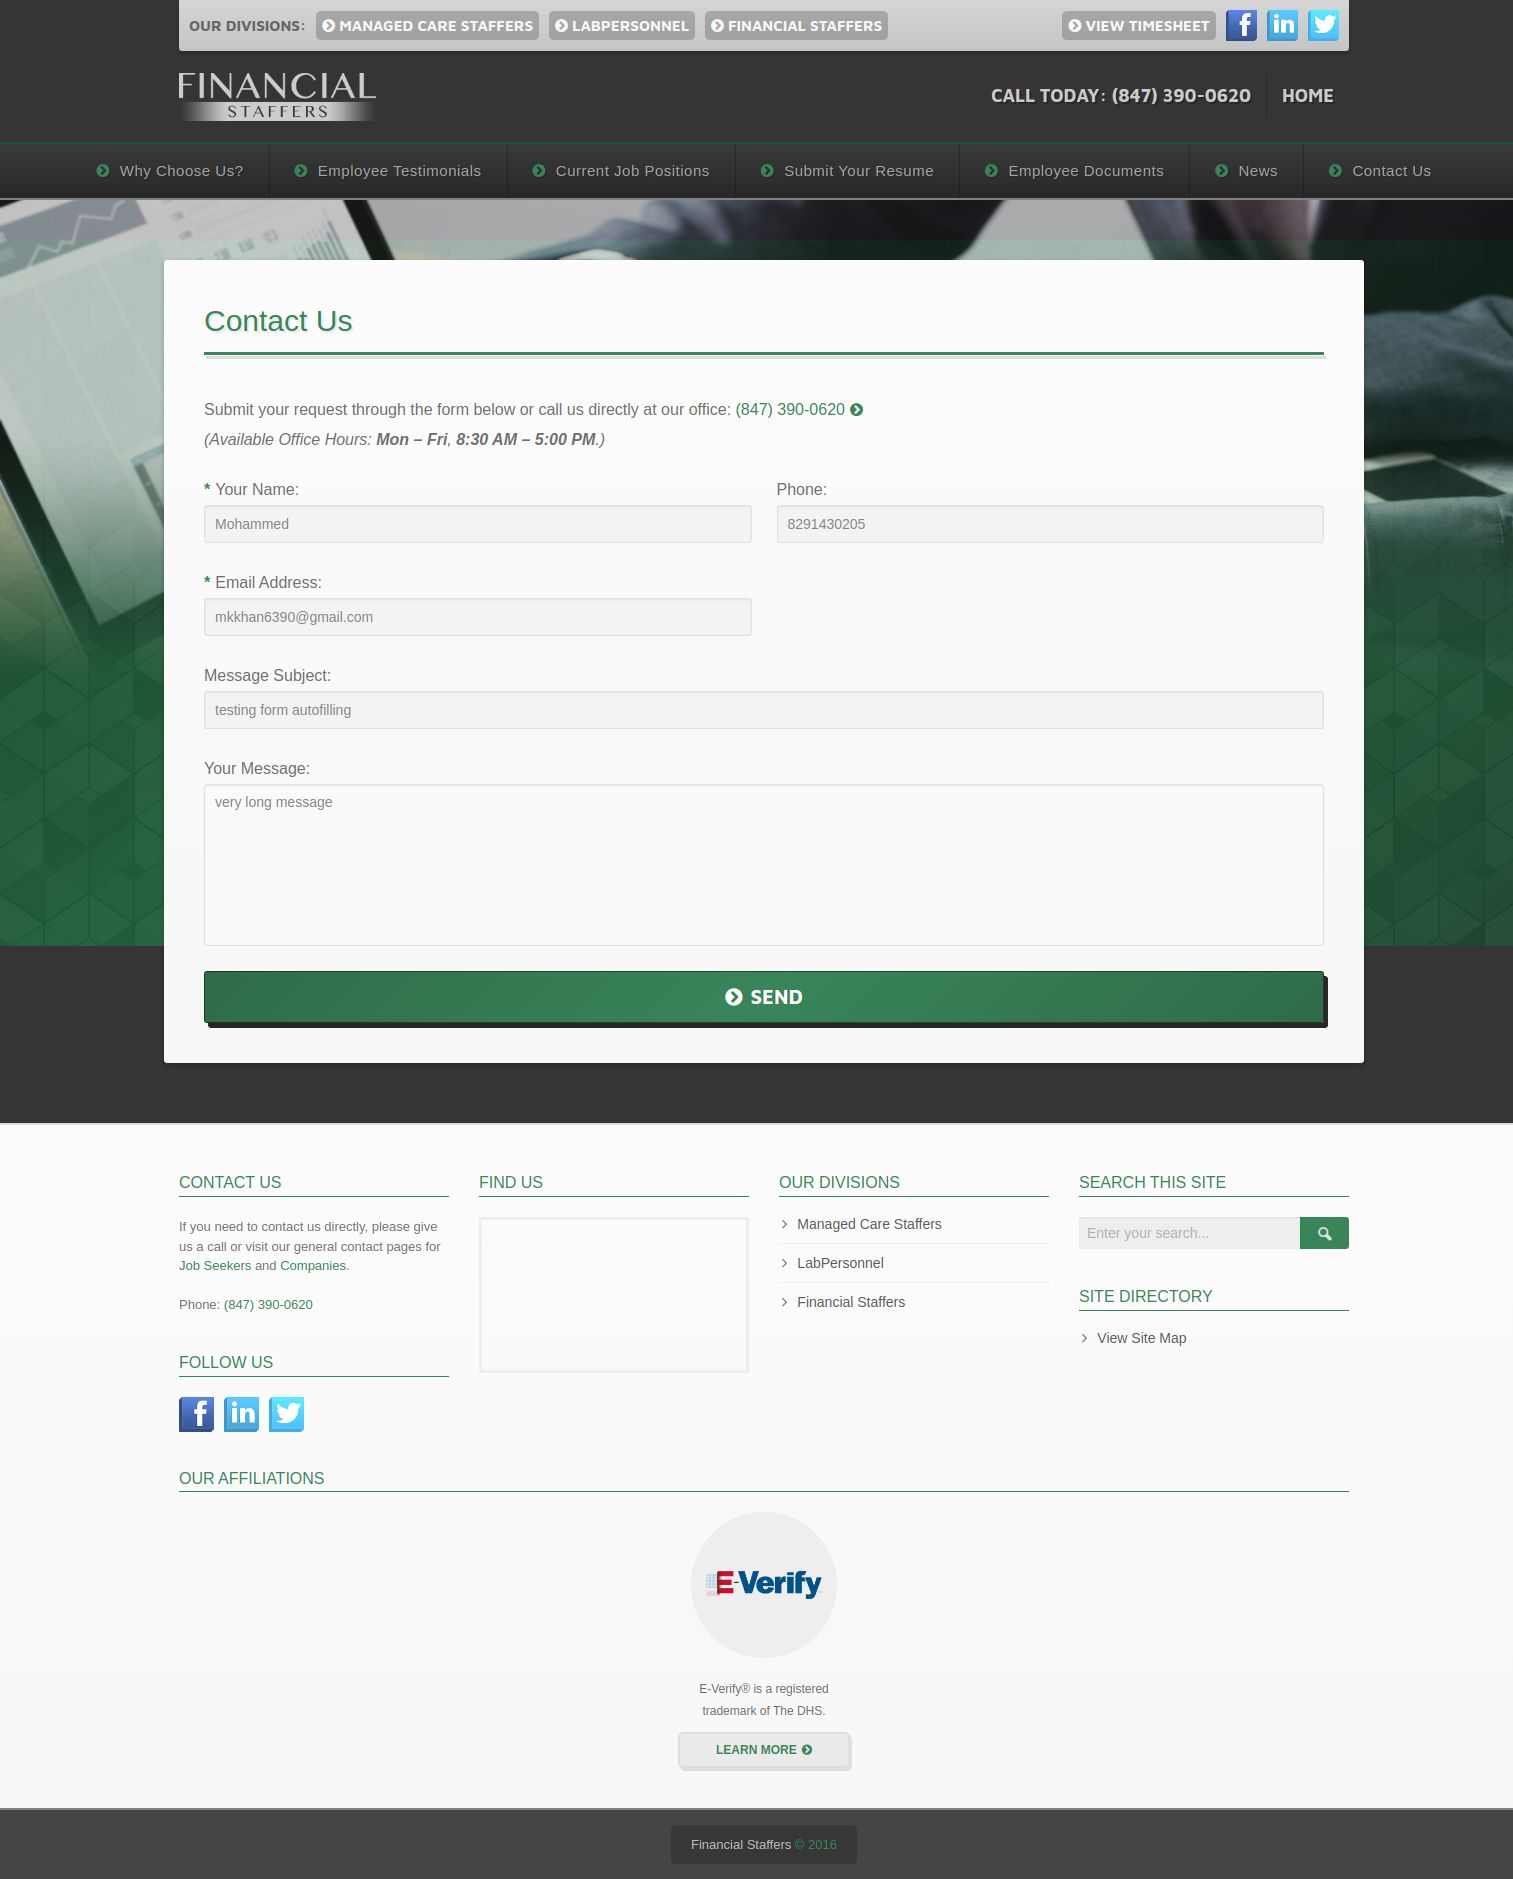 OUR DIVISIONS: MANAGED CARE STAFFERS LABPERSONNEL FINANCIAL STAFFERS VIEW TIMESHEET
FINANCIAL
STAFFERS
CALL TODAY: (847) 390-0620 HOME
Why Choose Us? Employee Testimonials Current Job Positions Submit Your Resume Employee Documents News Contact Us
Contact Us
Submit your request through the form below or call us directly at our office: (847) 390-0620
(Available Office Hours: Mon – Fri, 8:30 AM – 5:00 PM.)
* Your Name: Phone:
Mohammed 8291430205
* Email Address:
mkkhan6390@gmail.com
Message Subject:
testing form autofilling
Your Message:
very long message
SEND
CONTACT US
If you need to contact us directly, please give
us a call or visit our general contact pages for
Job Seekers and Companies.
Phone: (847) 390-0620
FOLLOW US
FIND US
OUR DIVISIONS
Managed Care Staffers
LabPersonnel
Financial Staffers
SEARCH THIS SITE
Enter your search...
SITE DIRECTORY
View Site Map
OUR AFFILIATIONS
E-Verify
E-Verify® is a registered
trademark of The DHS.
LEARN MORE
Financial Staffers © 2016